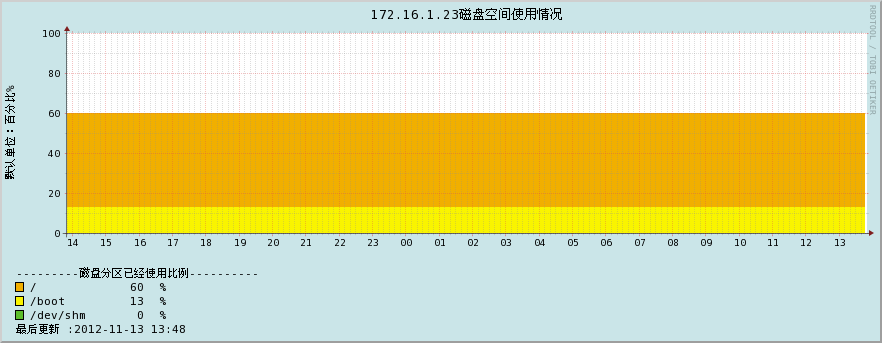 172.16.1.23磁盘空间使用情况
RRDTOOL / TOBI OETIKER
默认单位：百分比%
100
80
60
40
20
0
14 15 16 17 18 19 20 21 22 23 00 01 02 03 04 05 06 07 08 09 10 11 12 13
---------磁盘分区已经使用比例----------
/ 60 %
/boot 13 %
/dev/shm 0 %
最后更新 :2012-11-13 13:48